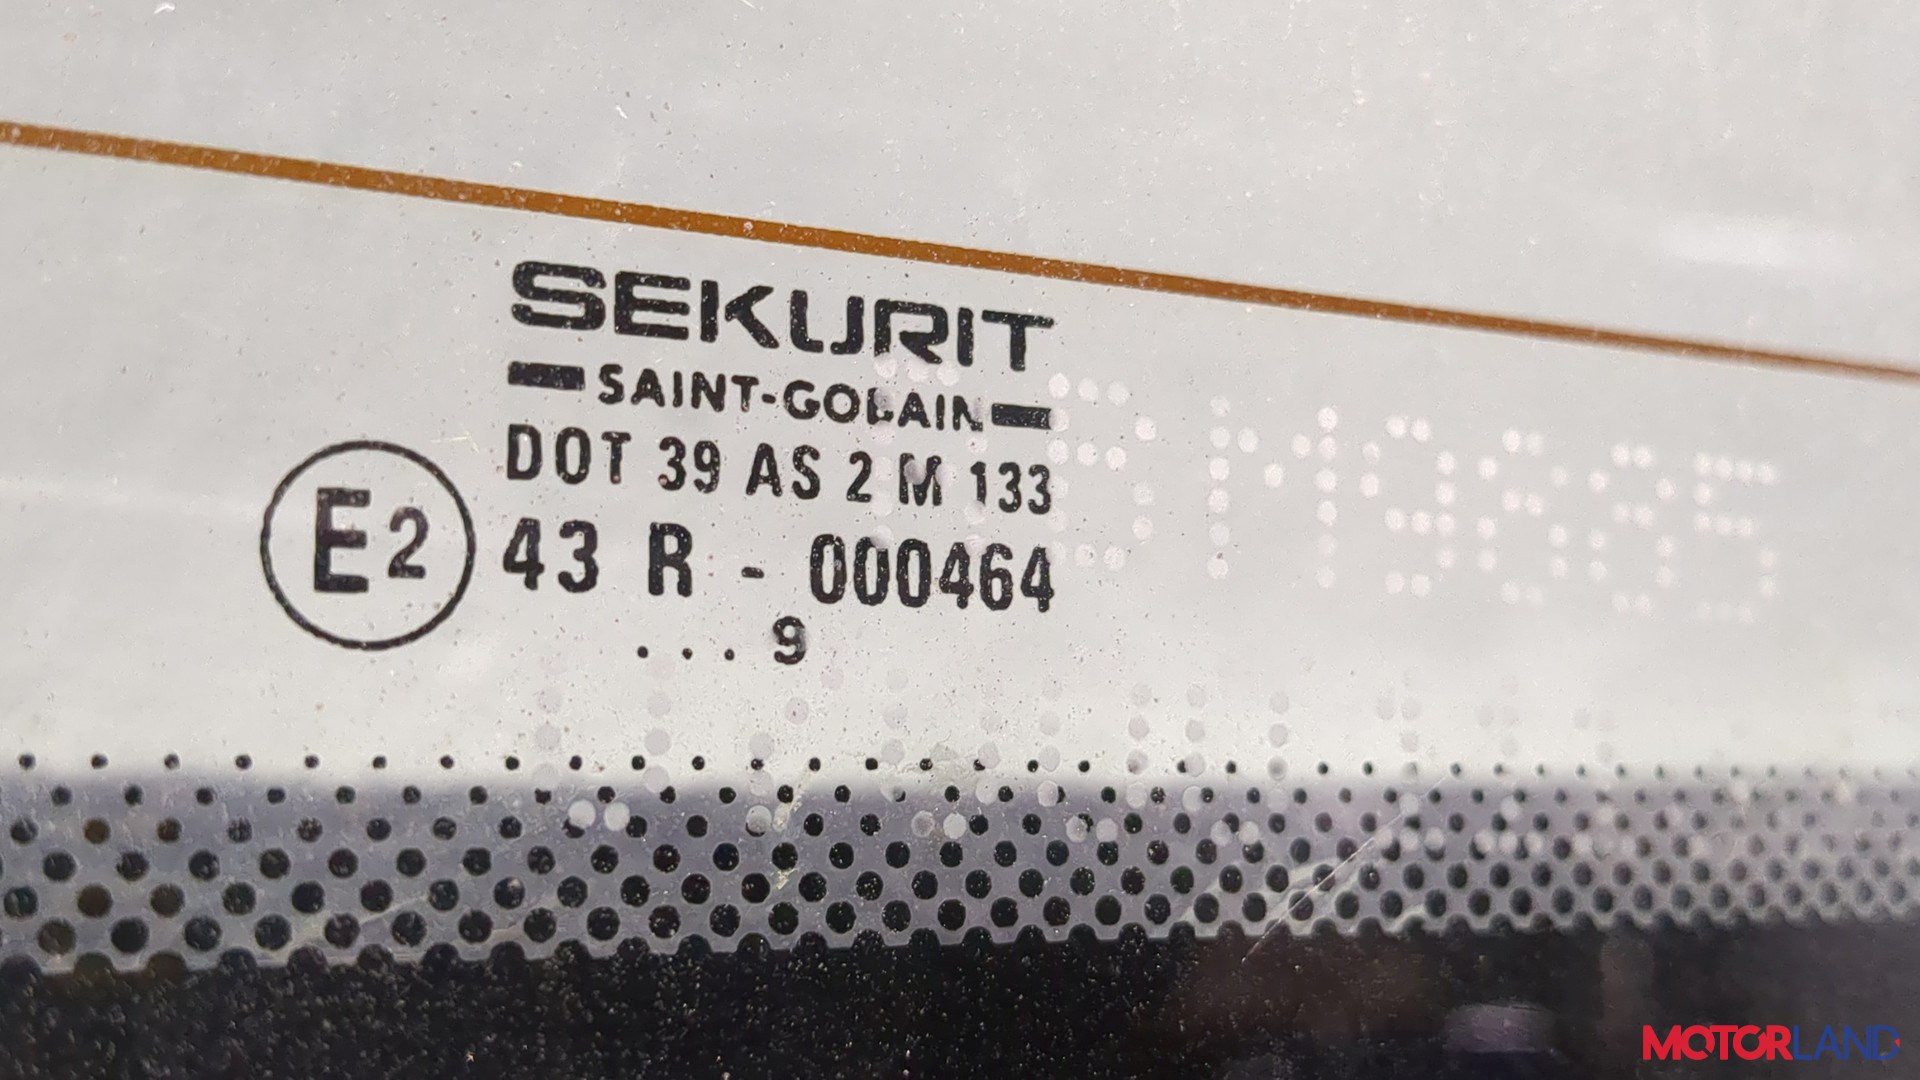 SEKURIT
SAINT-GOBAIN
DOT 39 AS 2 M 133
E2 43 R - 000464
... 9
MOTORLAND